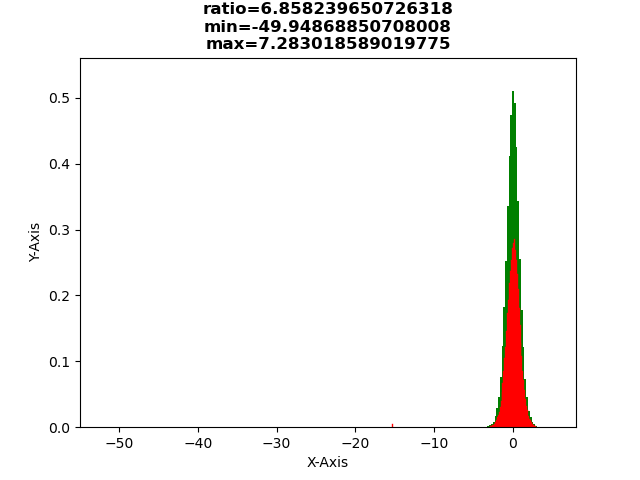 ratio=6.858239650726318
min=-49.94868850708008
max=7.283018589019775
Y-Axis
0.5
0.4
0.3
0.2
0.1
0.0
−50 −40 −30 −20 −10 0
X-Axis